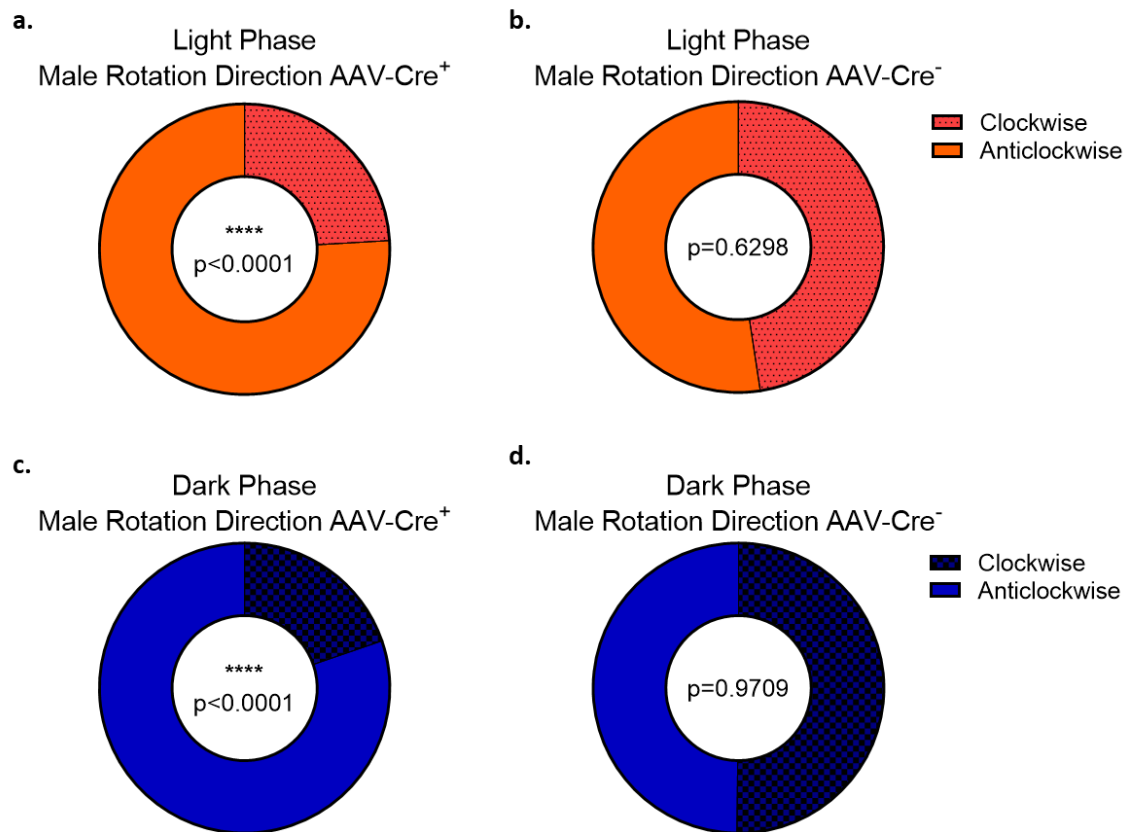 a.
Light Phase
Male Rotation Direction AAV-Cre⁺
****
p<0.0001
b.
Light Phase
Male Rotation Direction AAV-Cre⁻
p=0.6298
Clockwise
Anticlockwise
c.
Dark Phase
Male Rotation Direction AAV-Cre⁺
****
p<0.0001
d.
Dark Phase
Male Rotation Direction AAV-Cre⁻
p=0.9709
Clockwise
Anticlockwise